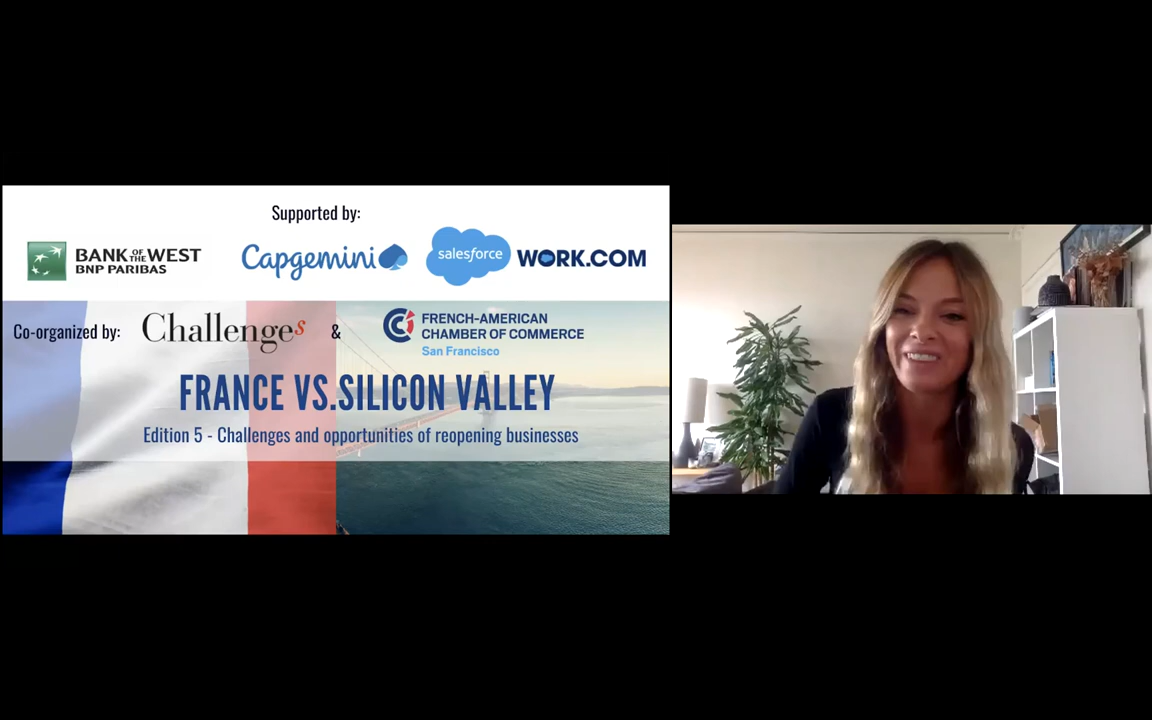 Supported by:
BANK OF THE WEST
BNP PARIBAS
Capgemini
salesforce
WORK.COM
Co-organized by:
Challenges
&
FRENCH-AMERICAN
CHAMBER OF COMMERCE
San Francisco
FRANCE VS.SILICON VALLEY
Edition 5 - Challenges and opportunities of reopening businesses